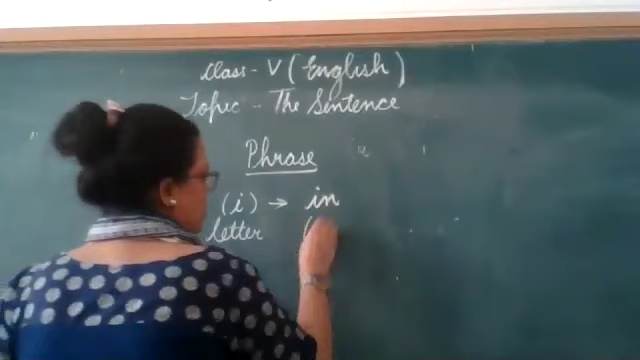 Class - V (English)
Topic - The Sentence
Phrase
(i) → in
letter (